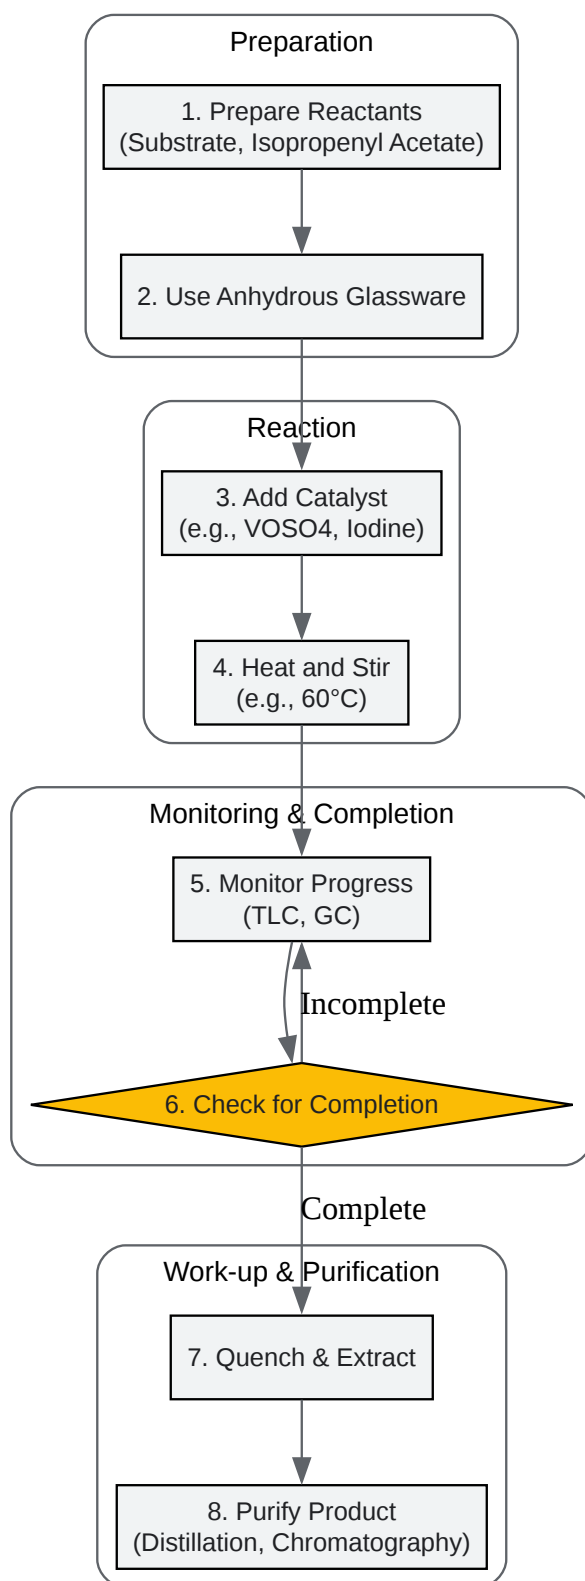 Preparation
1. Prepare Reactants
(Substrate, Isopropenyl Acetate)
2. Use Anhydrous Glassware
Reaction
3. Add Catalyst
(e.g., VOSO4, Iodine)
4. Heat and Stir
(e.g., 60°C)
Monitoring & Completion
5. Monitor Progress
(TLC, GC)
Incomplete
6. Check for Completion
Complete
Work-up & Purification
7. Quench & Extract
8. Purify Product
(Distillation, Chromatography)